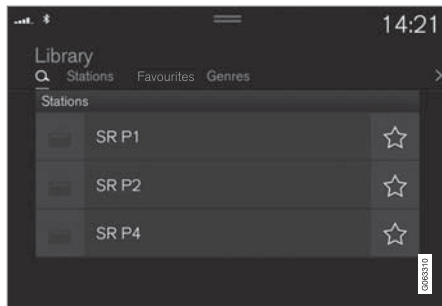 14:21
Library
Stations Favourites Genres
Stations
SR P1
SR P2
SR P4
G063310